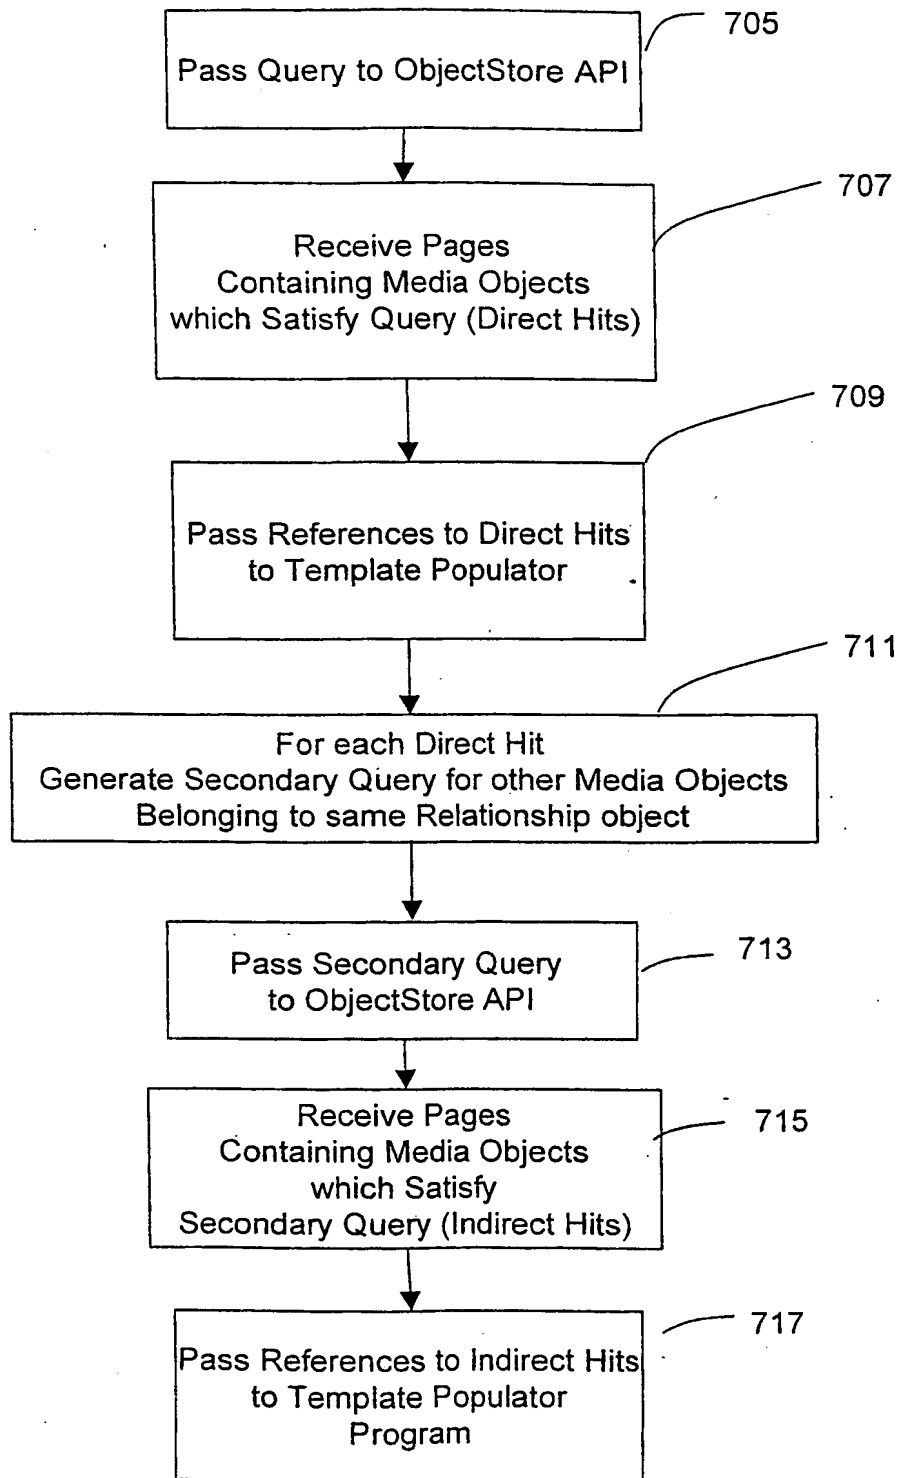 705
Pass Query to ObjectStore API
707
Receive Pages
Containing Media Objects
which Satisfy Query (Direct Hits)
709
Pass References to Direct Hits
to Template Populator
711
For each Direct Hit
Generate Secondary Query for other Media Objects
Belonging to same Relationship object
713
Pass Secondary Query
to ObjectStore API
715
Receive Pages
Containing Media Objects
which Satisfy
Secondary Query (Indirect Hits)
717
Pass References to Indirect Hits
to Template Populator
Program